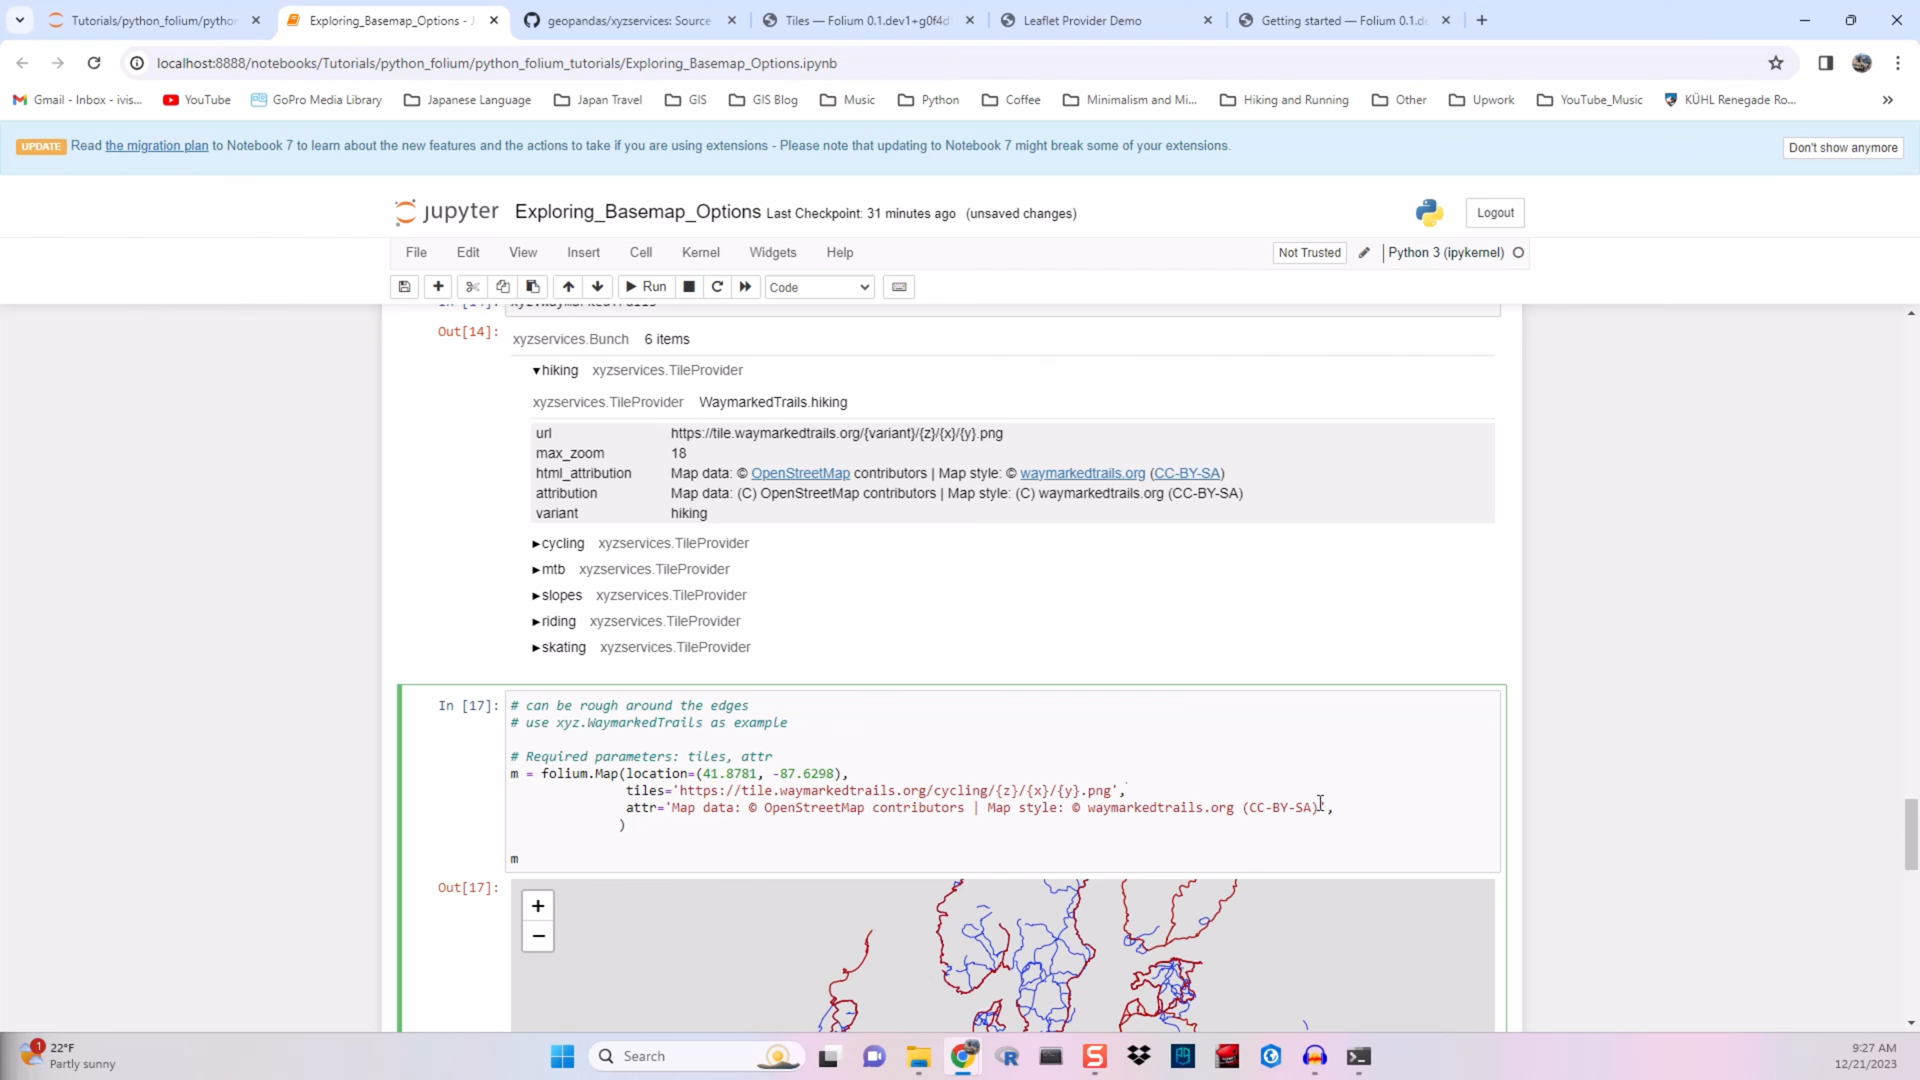 Tutorials/python_folium/python
Exploring_Basemap_Options - J
geopandas/xyzservices: Source
Tiles — Folium 0.1.dev1+g0f4d
Leaflet Provider Demo
Getting started — Folium 0.1.de
localhost:8888/notebooks/Tutorials/python_folium/python_folium_tutorials/Exploring_Basemap_Options.ipynb
Gmail - Inbox - ivis...
YouTube
GoPro Media Library
Japanese Language
Japan Travel
GIS
GIS Blog
Music
Python
Coffee
Minimalism and Mi...
Hiking and Running
Other
Upwork
YouTube_Music
KÜHL Renegade Ro...
UPDATE Read the migration plan to Notebook 7 to learn about the new features and the actions to take if you are using extensions - Please note that updating to Notebook 7 might break some of your extensions.
Don't show anymore
jupyter Exploring_Basemap_Options Last Checkpoint: 31 minutes ago (unsaved changes)
Logout
File Edit View Insert Cell Kernel Widgets Help
Not Trusted
Python 3 (ipykernel)
Run
Code
Out[14]:
xyzservices.Bunch 6 items
▾hiking xyzservices.TileProvider
xyzservices.TileProvider WaymarkedTrails.hiking
url https://tile.waymarkedtrails.org/{variant}/{z}/{x}/{y}.png
max_zoom 18
html_attribution Map data: © OpenStreetMap contributors | Map style: © waymarkedtrails.org (CC-BY-SA)
attribution Map data: (C) OpenStreetMap contributors | Map style: (C) waymarkedtrails.org (CC-BY-SA)
variant hiking
▸cycling xyzservices.TileProvider
▸mtb xyzservices.TileProvider
▸slopes xyzservices.TileProvider
▸riding xyzservices.TileProvider
▸skating xyzservices.TileProvider
In [17]:
# can be rough around the edges
# use xyz.WaymarkedTrails as example
# Required parameters: tiles, attr
m = folium.Map(location=(41.8781, -87.6298),
tiles='https://tile.waymarkedtrails.org/cycling/{z}/{x}/{y}.png',
attr='Map data: © OpenStreetMap contributors | Map style: © waymarkedtrails.org (CC-BY-SA)',
)
m
Out[17]:
+
−
1
22°F
Partly sunny
Search
9:27 AM
12/21/2023